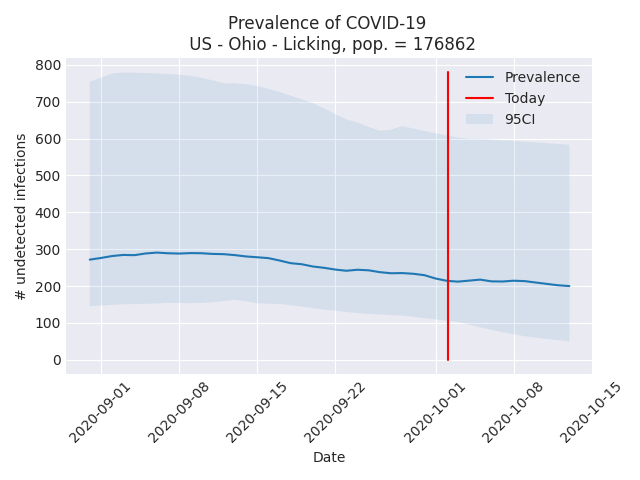 Prevalence of COVID-19
US - Ohio - Licking, pop. = 176862
800
700
600
500
400
300
200
100
0
# undetected infections
Prevalence
Today
95CI
2020-09-01
2020-09-08
2020-09-15
2020-09-22
2020-10-01
2020-10-08
2020-10-15
Date